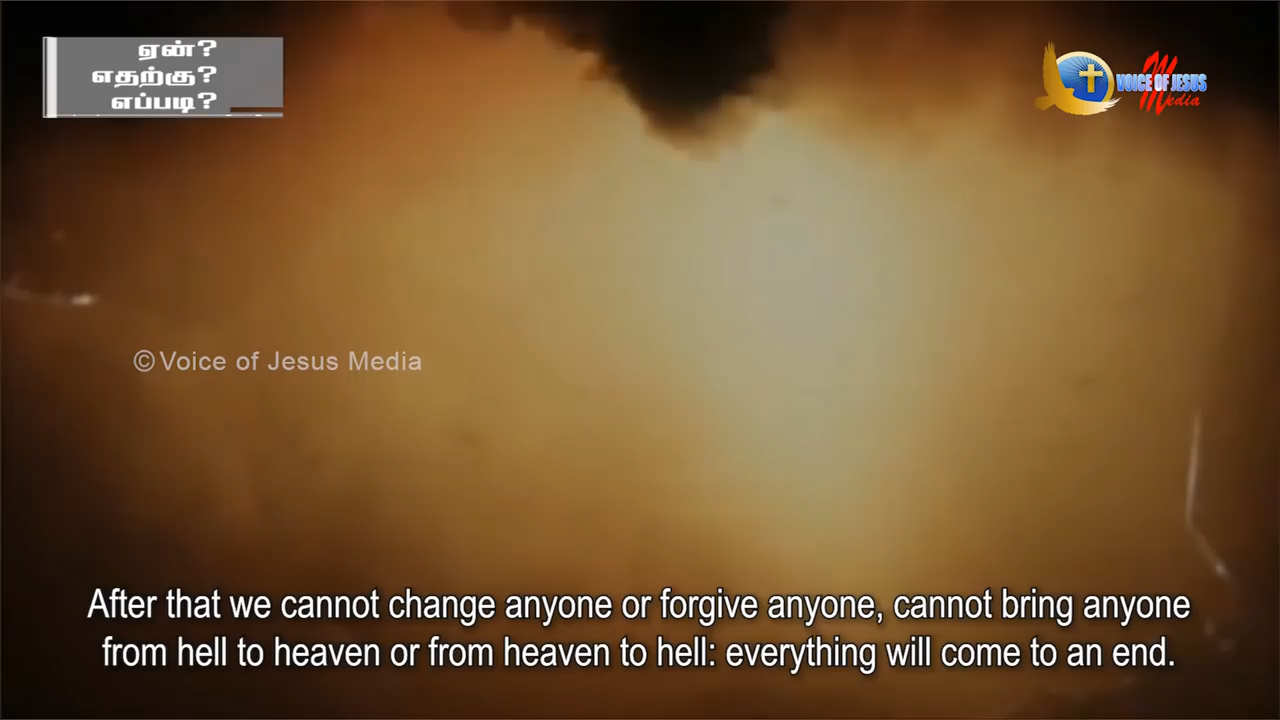 ஏன்?
எதற்கு?
எப்படி?
VOICE OF JESUS
Media
©Voice of Jesus Media
After that we cannot change anyone or forgive anyone, cannot bring anyone
from hell to heaven or from heaven to hell: everything will come to an end.